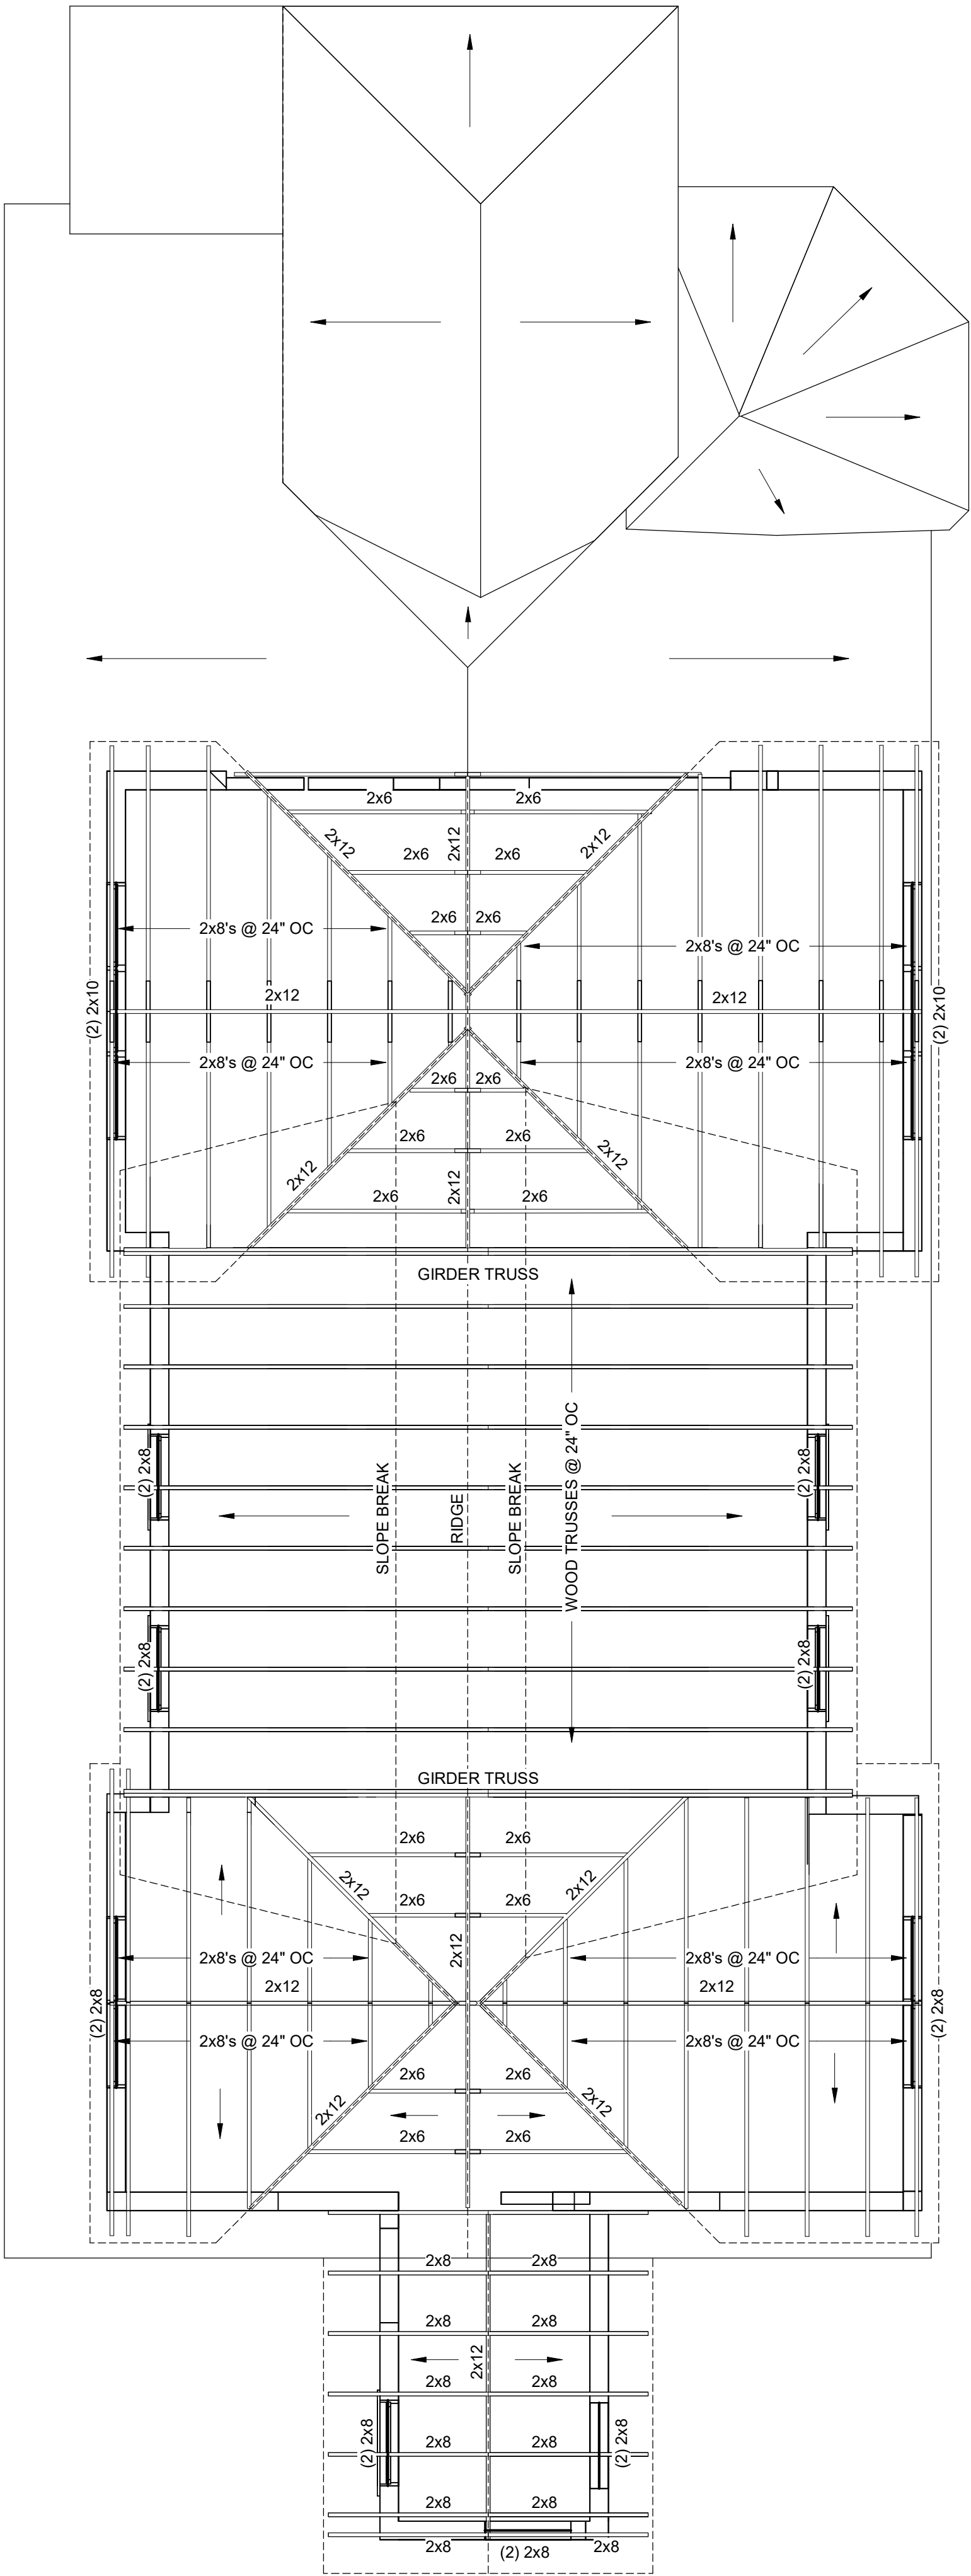 2x6 2x6
2x12 2x12 2x12
2x6 2x6
2x6 2x6
2x8's @ 24" OC
2x8's @ 24" OC
2x12 2x12
(2) 2x10 (2) 2x10
2x8's @ 24" OC 2x8's @ 24" OC
2x6 2x6
2x6 2x6
2x12 2x12 2x12
2x6 2x6
GIRDER TRUSS
(2) 2x8 (2) 2x8
SLOPE BREAK
RIDGE
SLOPE BREAK
WOOD TRUSSES @ 24" OC
(2) 2x8 (2) 2x8
GIRDER TRUSS
2x6 2x6
2x12 2x12
2x6 2x6
2x12
2x8's @ 24" OC 2x8's @ 24" OC
2x12 2x12
(2) 2x8 (2) 2x8
2x8's @ 24" OC 2x8's @ 24" OC
2x6 2x6
2x12 2x12
2x6 2x6
2x8 2x8
2x8 2x8
2x12
2x8 2x8
(2) 2x8 (2) 2x8
2x8 2x8
2x8 2x8
2x8 (2) 2x8 2x8